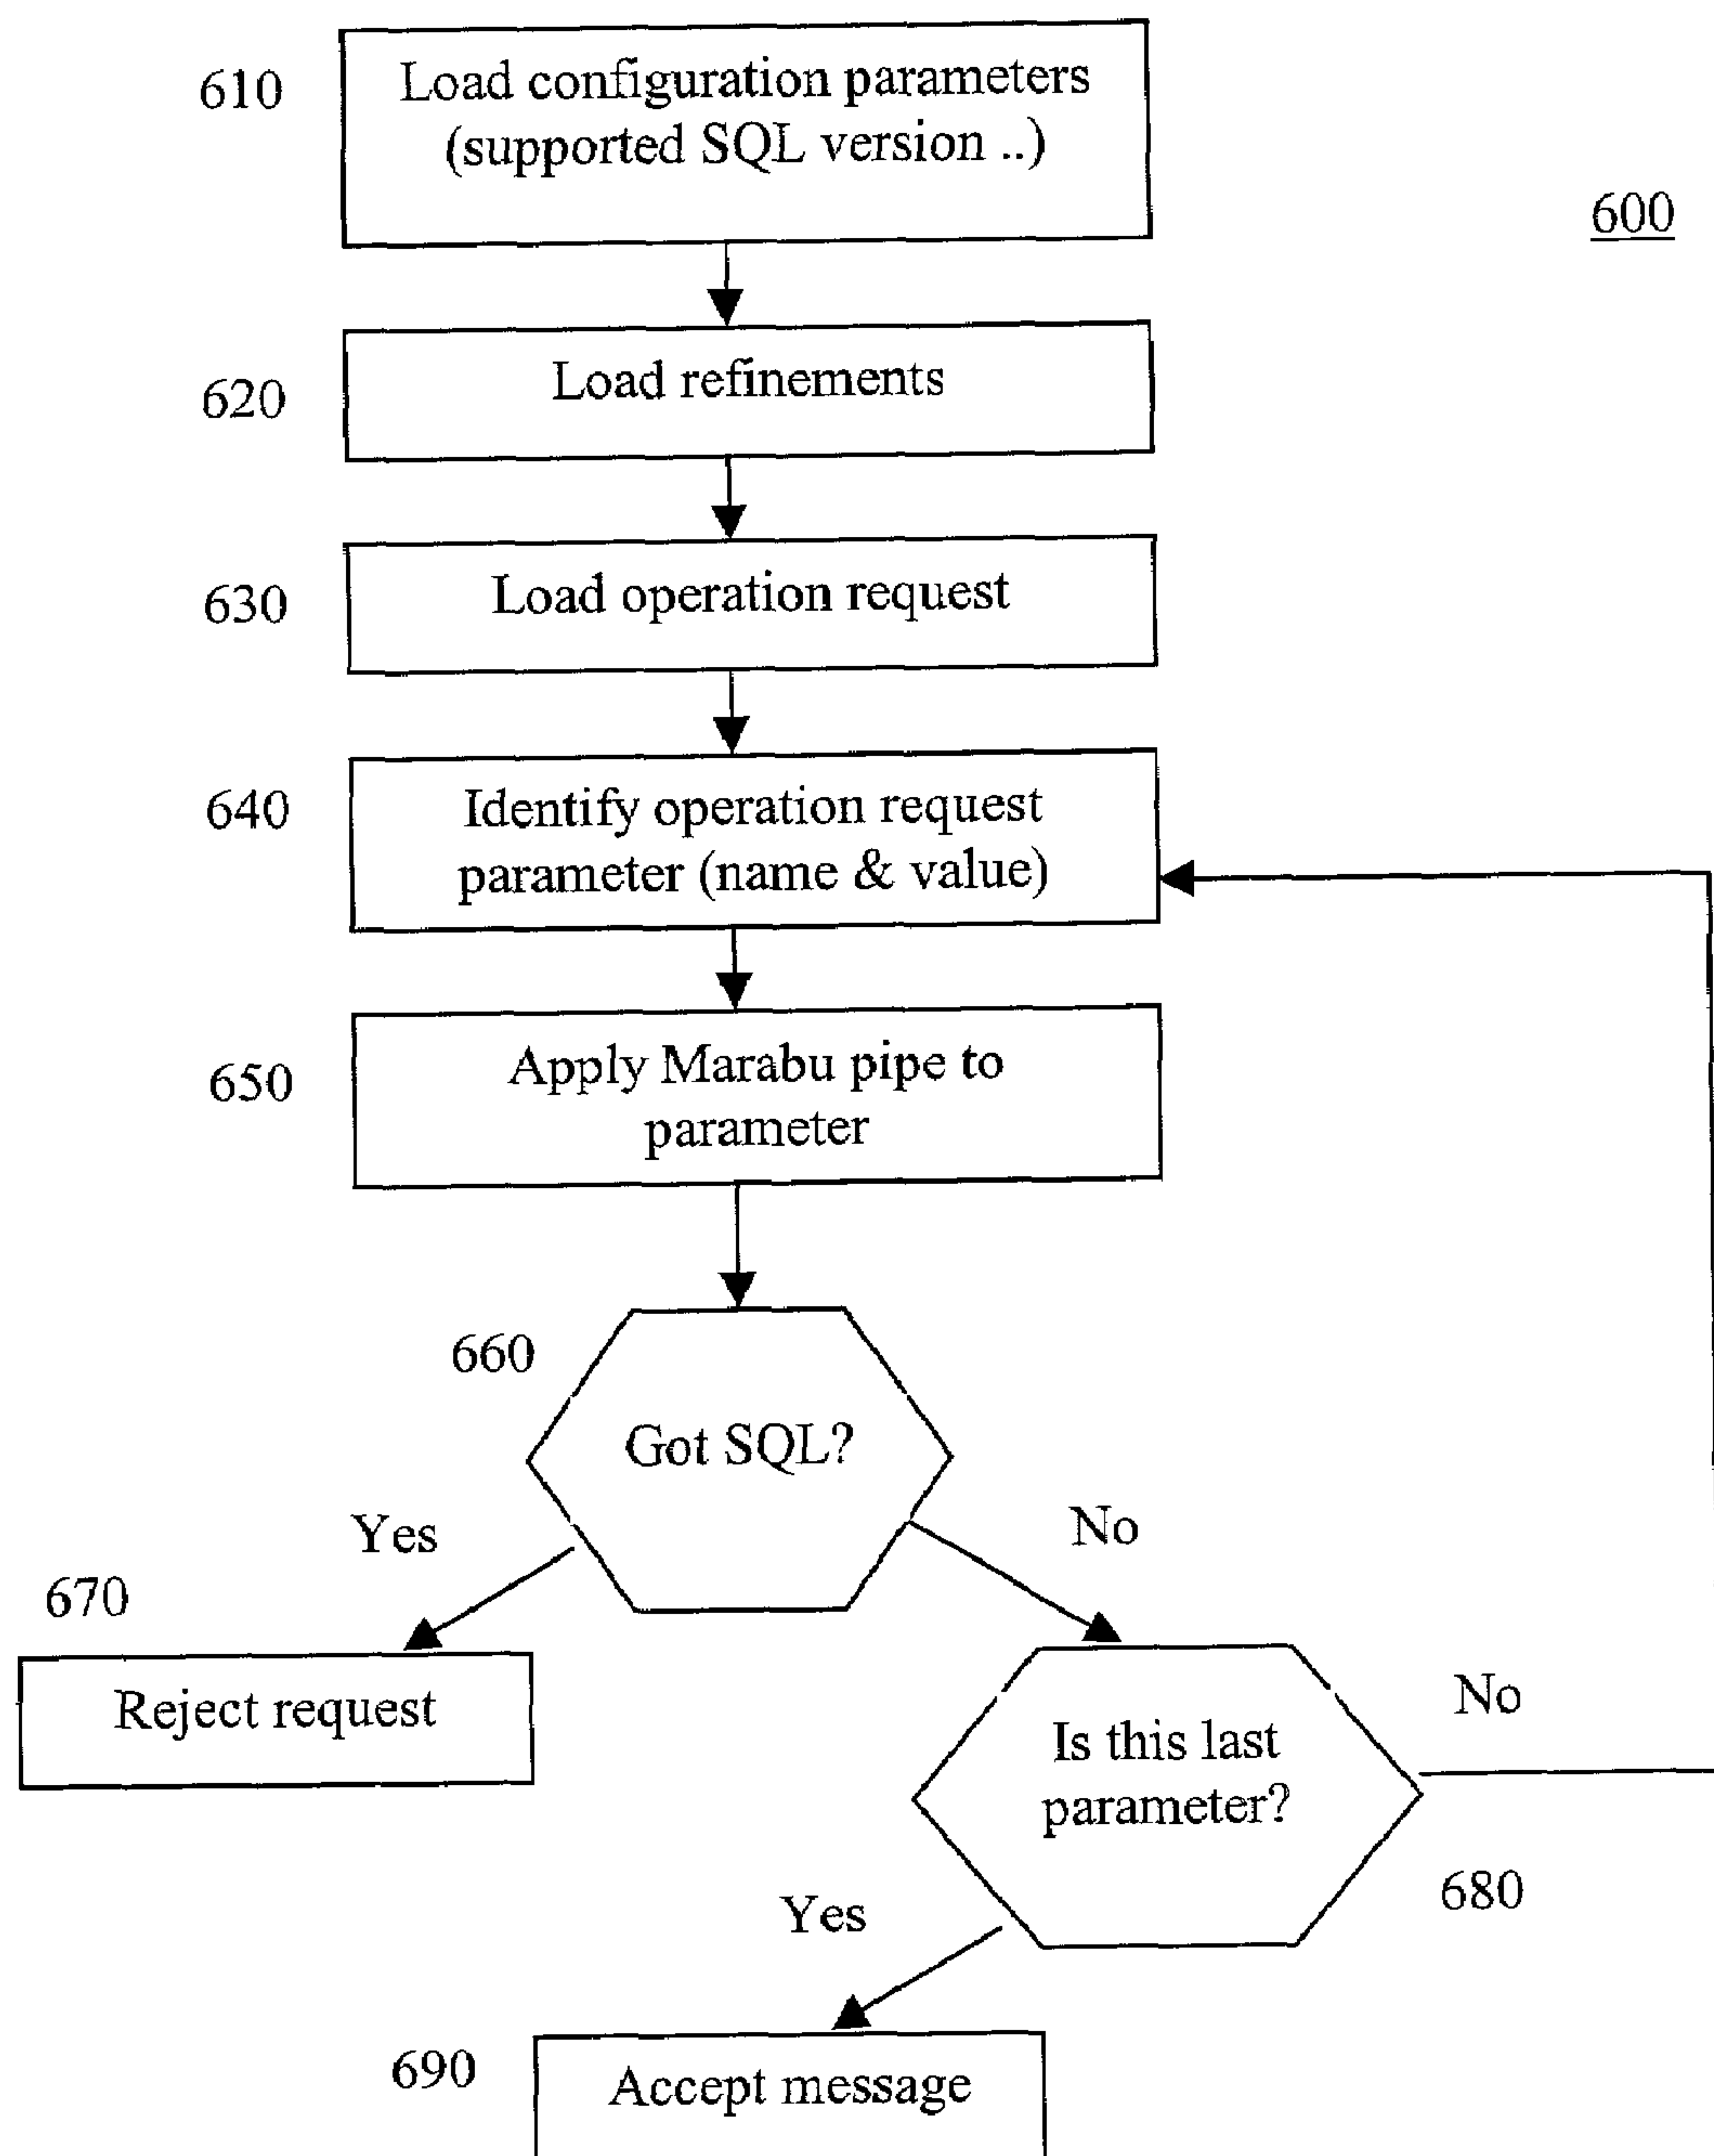 610
Load configuration parameters
(supported SQL version ..)
600
620
Load refinements
630
Load operation request
640
Identify operation request
parameter (name & value)
650
Apply Marabu pipe to
parameter
660
Got SQL?
Yes
No
670
Reject request
Is this last
parameter?
No
680
Yes
690
Accept message